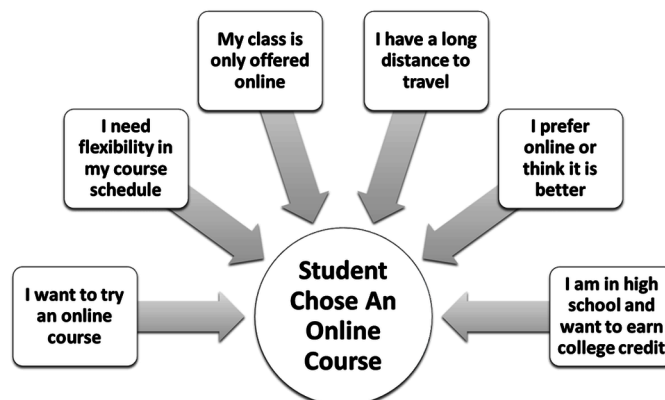 My class is
only offered
online
I have a long
distance to
travel
I need
flexibility in
my course
schedule
I prefer
online or
think it is
better
I want to try
an online
course
Student
Chose An
Online
Course
I am in high
school and
want to earn
college credit